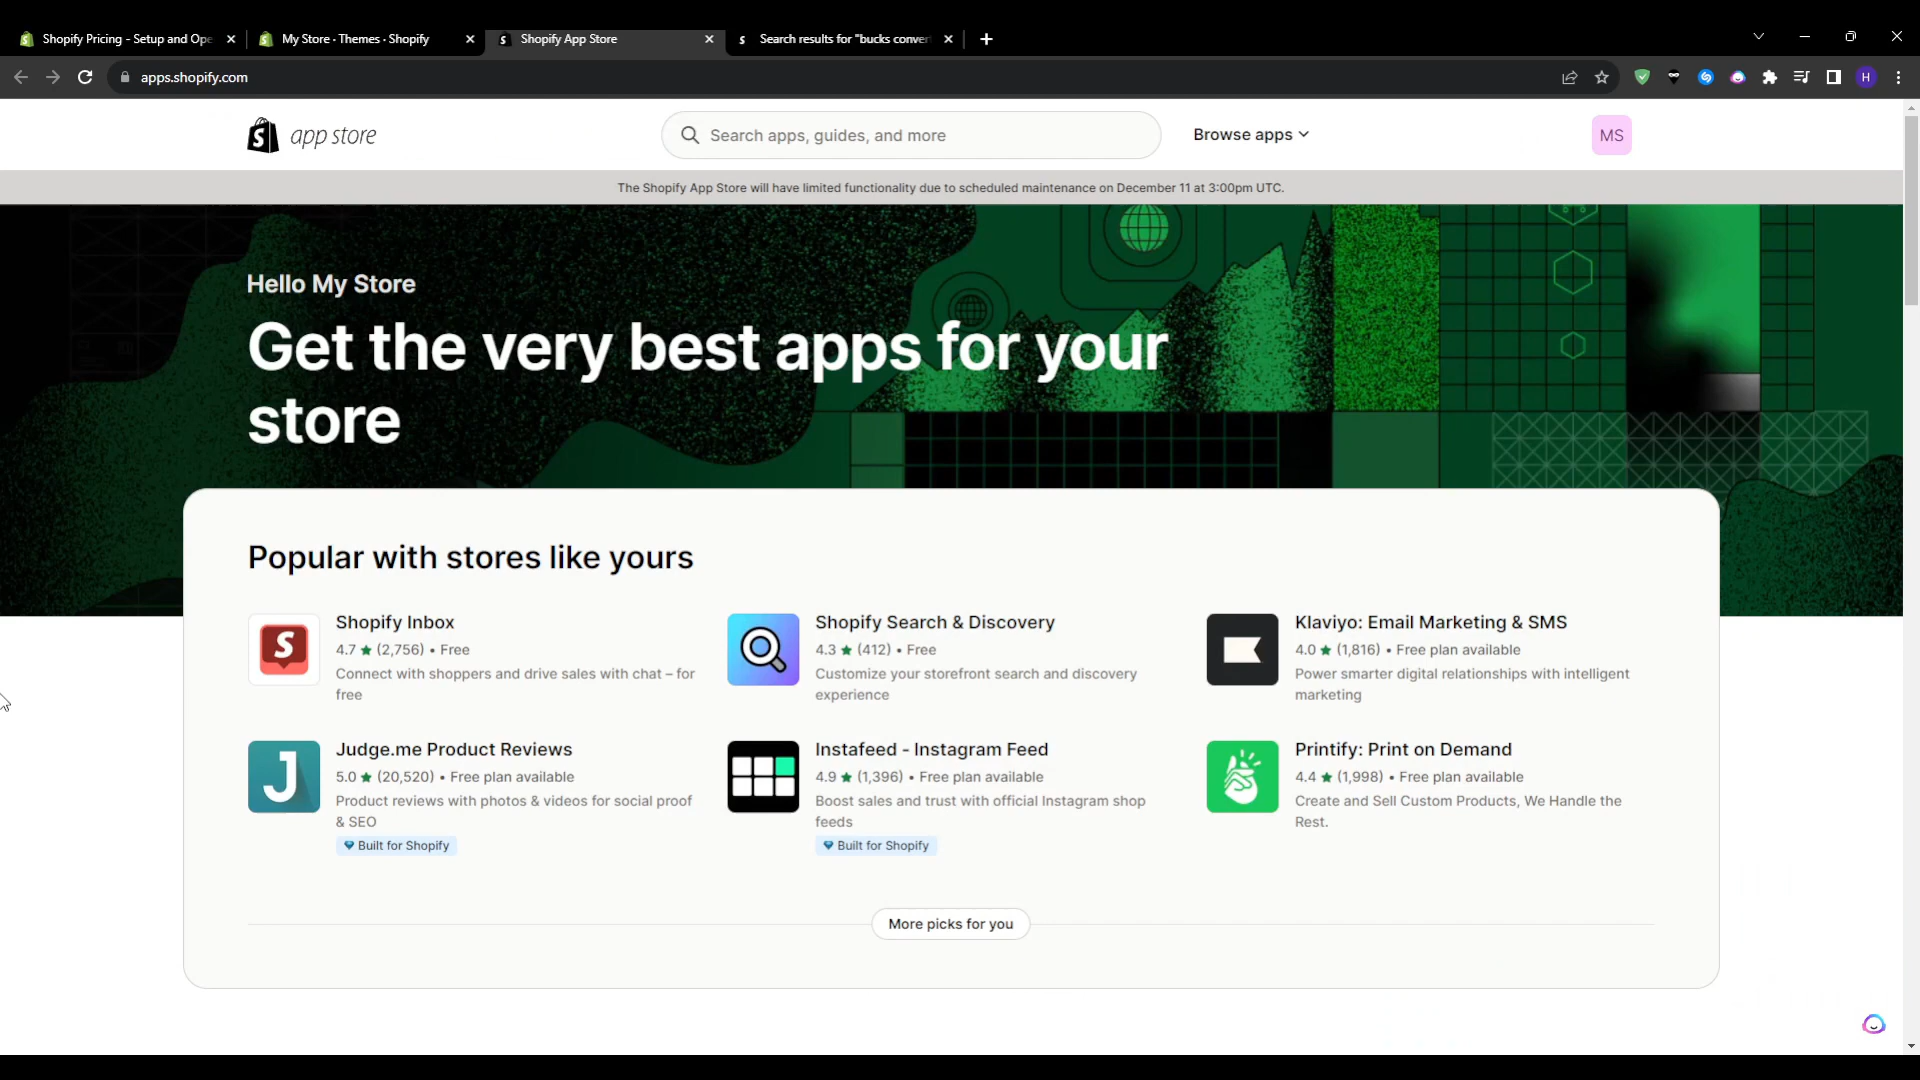 Shopify Pricing - Setup and Ope
My Store · Themes · Shopify
Shopify App Store
Search results for "bucks conver
apps.shopify.com
H
app store
Search apps, guides, and more
Browse apps
MS
The Shopify App Store will have limited functionality due to scheduled maintenance on December 11 at 3:00pm UTC.
Hello My Store
Get the very best apps for your
store
Popular with stores like yours
Shopify Inbox
4.7 ★ (2,756) • Free
Connect with shoppers and drive sales with chat – for
free
Shopify Search & Discovery
4.3 ★ (412) • Free
Customize your storefront search and discovery
experience
Klaviyo: Email Marketing & SMS
4.0 ★ (1,816) • Free plan available
Power smarter digital relationships with intelligent
marketing
Judge.me Product Reviews
5.0 ★ (20,520) • Free plan available
Product reviews with photos & videos for social proof
& SEO
Built for Shopify
Instafeed - Instagram Feed
4.9 ★ (1,396) • Free plan available
Boost sales and trust with official Instagram shop
feeds
Built for Shopify
Printify: Print on Demand
4.4 ★ (1,998) • Free plan available
Create and Sell Custom Products, We Handle the
Rest.
More picks for you